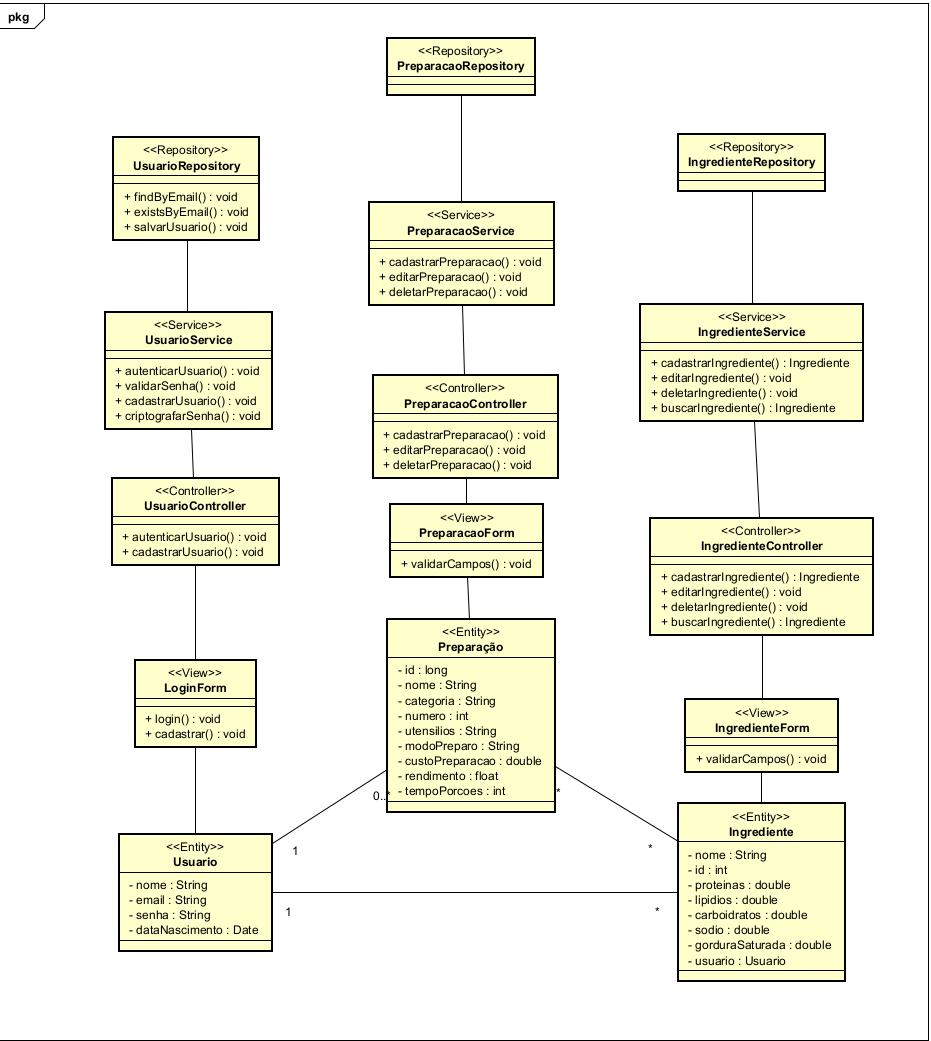 pkg
<<Repository>>
PreparacaoRepository
<<Repository>>
UsuarioRepository
+ findByEmail() : void
+ existsByEmail() : void
+ salvarUsuario() : void
<<Repository>>
IngredienteRepository
<<Service>>
PreparacaoService
+ cadastrarPreparacao() : void
+ editarPreparacao() : void
+ deletarPreparacao() : void
<<Service>>
UsuarioService
+ autenticarUsuario() : void
+ validarSenha() : void
+ cadastrarUsuario() : void
+ criptografarSenha() : void
<<Service>>
IngredienteService
+ cadastrarIngrediente() : Ingrediente
+ editarIngrediente() : void
+ deletarIngrediente() : void
+ buscarIngrediente() : Ingrediente
<<Controller>>
PreparacaoController
+ cadastrarPreparacao() : void
+ editarPreparacao() : void
+ deletarPreparacao() : void
<<Controller>>
UsuarioController
+ autenticarUsuario() : void
+ cadastrarUsuario() : void
<<View>>
PreparacaoForm
+ validarCampos() : void
<<Controller>>
IngredienteController
+ cadastrarIngrediente() : Ingrediente
+ editarIngrediente() : void
+ deletarIngrediente() : void
+ buscarIngrediente() : Ingrediente
<<View>>
LoginForm
+ login() : void
+ cadastrar() : void
<<Entity>>
Preparação
- id : long
- nome : String
- categoria : String
- numero : int
- utensilios : String
- modoPreparo : String
- custoPreparacao : double
- rendimento : float
- tempoPorcoes : int
<<View>>
IngredienteForm
+ validarCampos() : void
0..*
*
1
*
<<Entity>>
Usuario
- nome : String
- email : String
- senha : String
- dataNascimento : Date
<<Entity>>
Ingrediente
- nome : String
- id : int
- proteinas : double
- lipidios : double
- carboidratos : double
- sodio : double
- gorduraSaturada : double
- usuario : Usuario
1
*